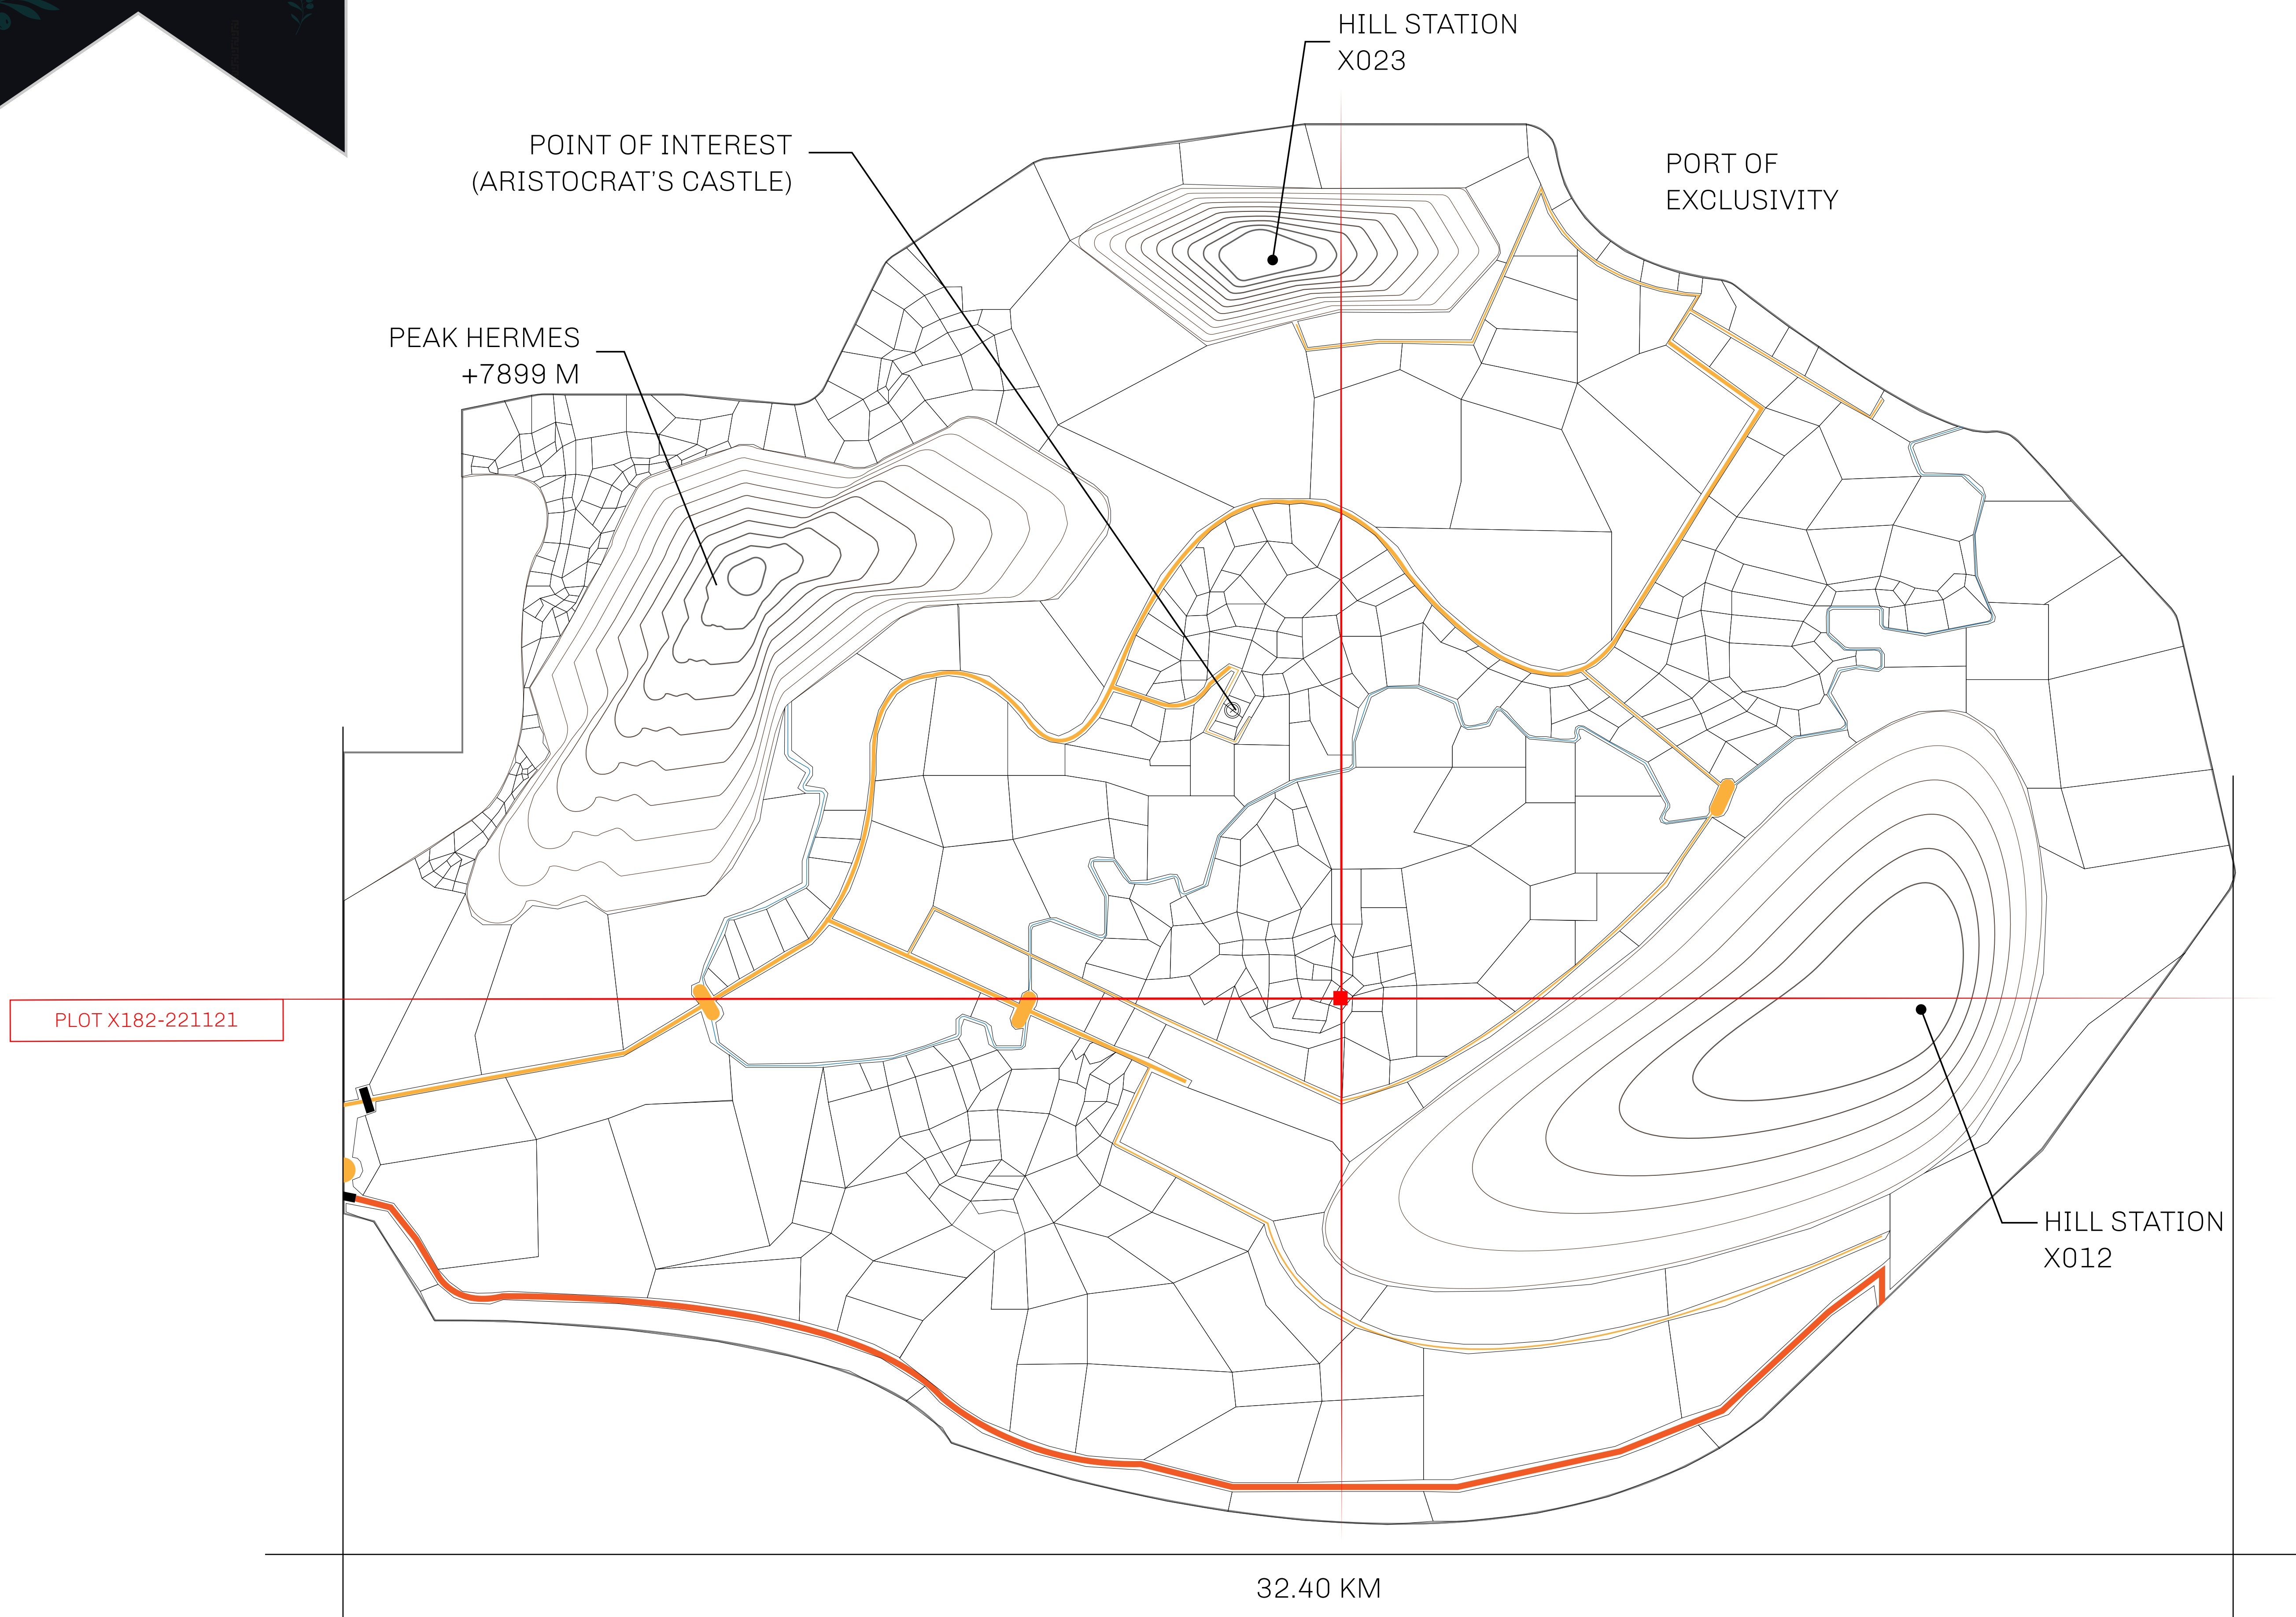 HILL STATION
X023
POINT OF INTEREST
(ARISTOCRAT'S CASTLE)
PORT OF
EXCLUSIVITY
PEAK HERMES
+7899 M
PLOT X182-221121
HILL STATION
X012
32.40 KM